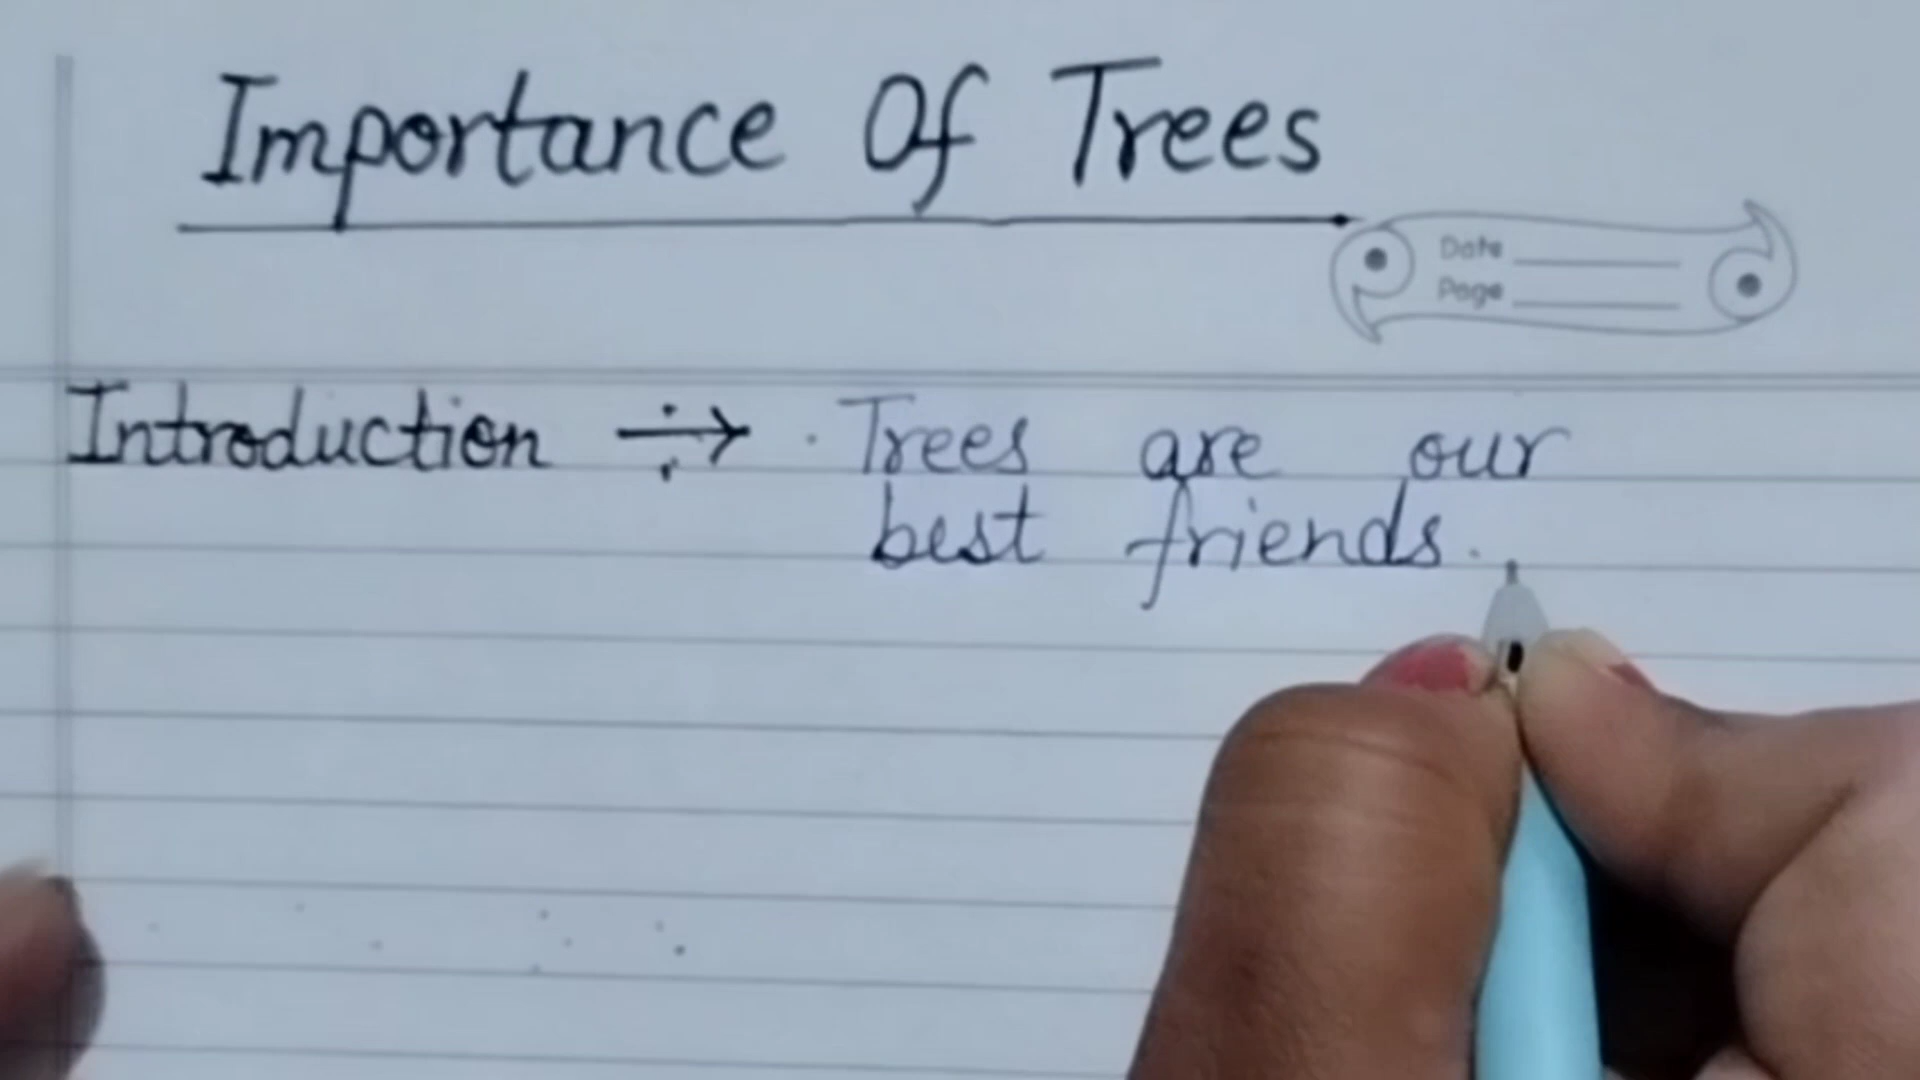 Importance Of Trees
Date
Page
Introduction ÷→ Trees are our
best friends.